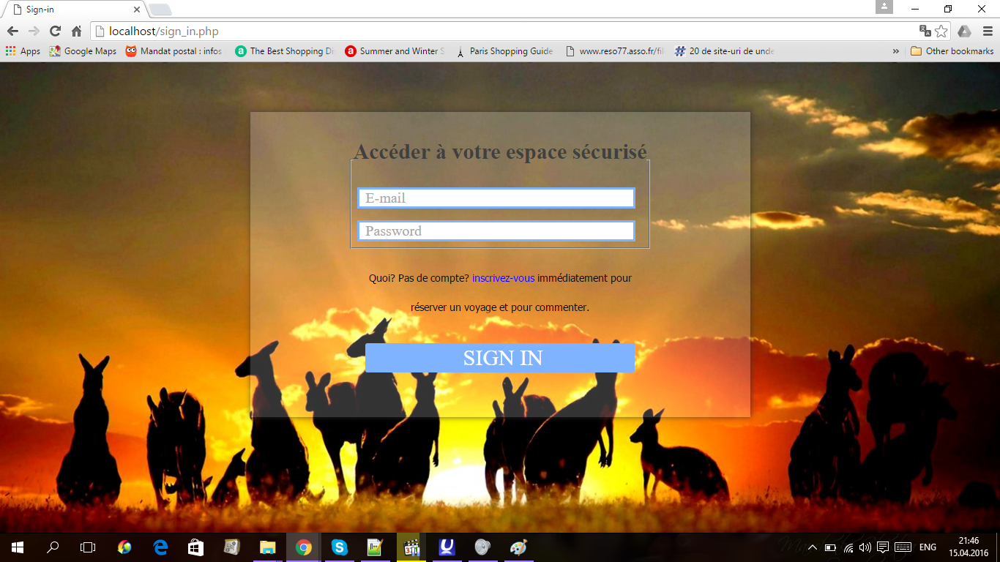 Sign-in
localhost/sign_in.php
Apps Google Maps Mandat postal : infos The Best Shopping Di Summer and Winter S Paris Shopping Guide www.reso77.asso.fr/fil 20 de site-uri de unde » Other bookmarks
Accéder à votre espace sécurisé
E-mail
Password
Quoi? Pas de compte? inscrivez-vous immédiatement pour
réserver un voyage et pour commenter.
SIGN IN
ENG
21:46
15.04.2016